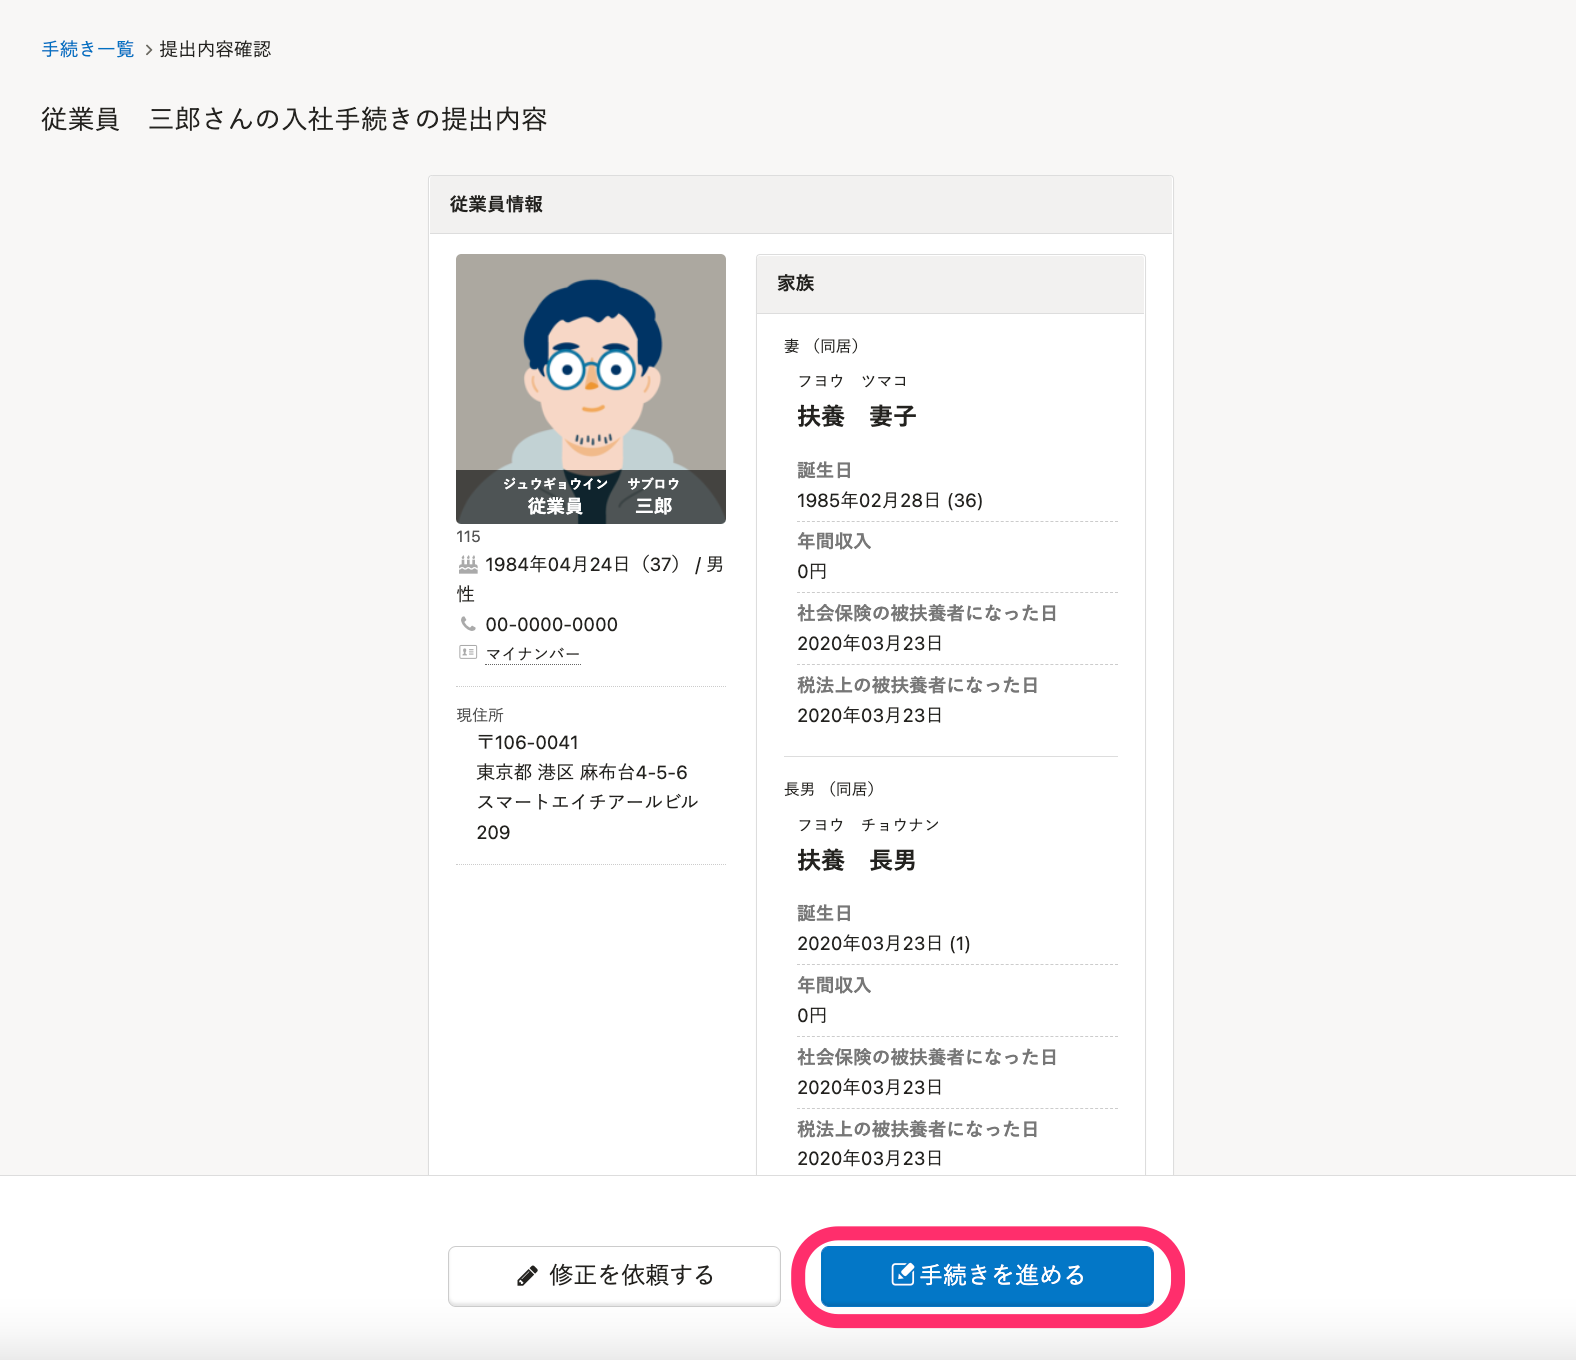 手続き一覧 > 提出内容確認
従業員　三郎さんの入社手続きの提出内容
従業員情報
ジュウギョウイン　サブロウ
従業員　三郎
115
1984年04月24日（37） / 男
性
00-0000-0000
マイナンバー
現住所
〒106-0041
東京都 港区 麻布台4-5-6
スマートエイチアールビル
209
家族
妻 （同居）
フヨウ　ツマコ
扶養　妻子
誕生日
1985年02月28日 (36)
年間収入
0円
社会保険の被扶養者になった日
2020年03月23日
税法上の被扶養者になった日
2020年03月23日
長男 （同居）
フヨウ　チョウナン
扶養　長男
誕生日
2020年03月23日 (1)
年間収入
0円
社会保険の被扶養者になった日
2020年03月23日
税法上の被扶養者になった日
2020年03月23日
修正を依頼する
手続きを進める